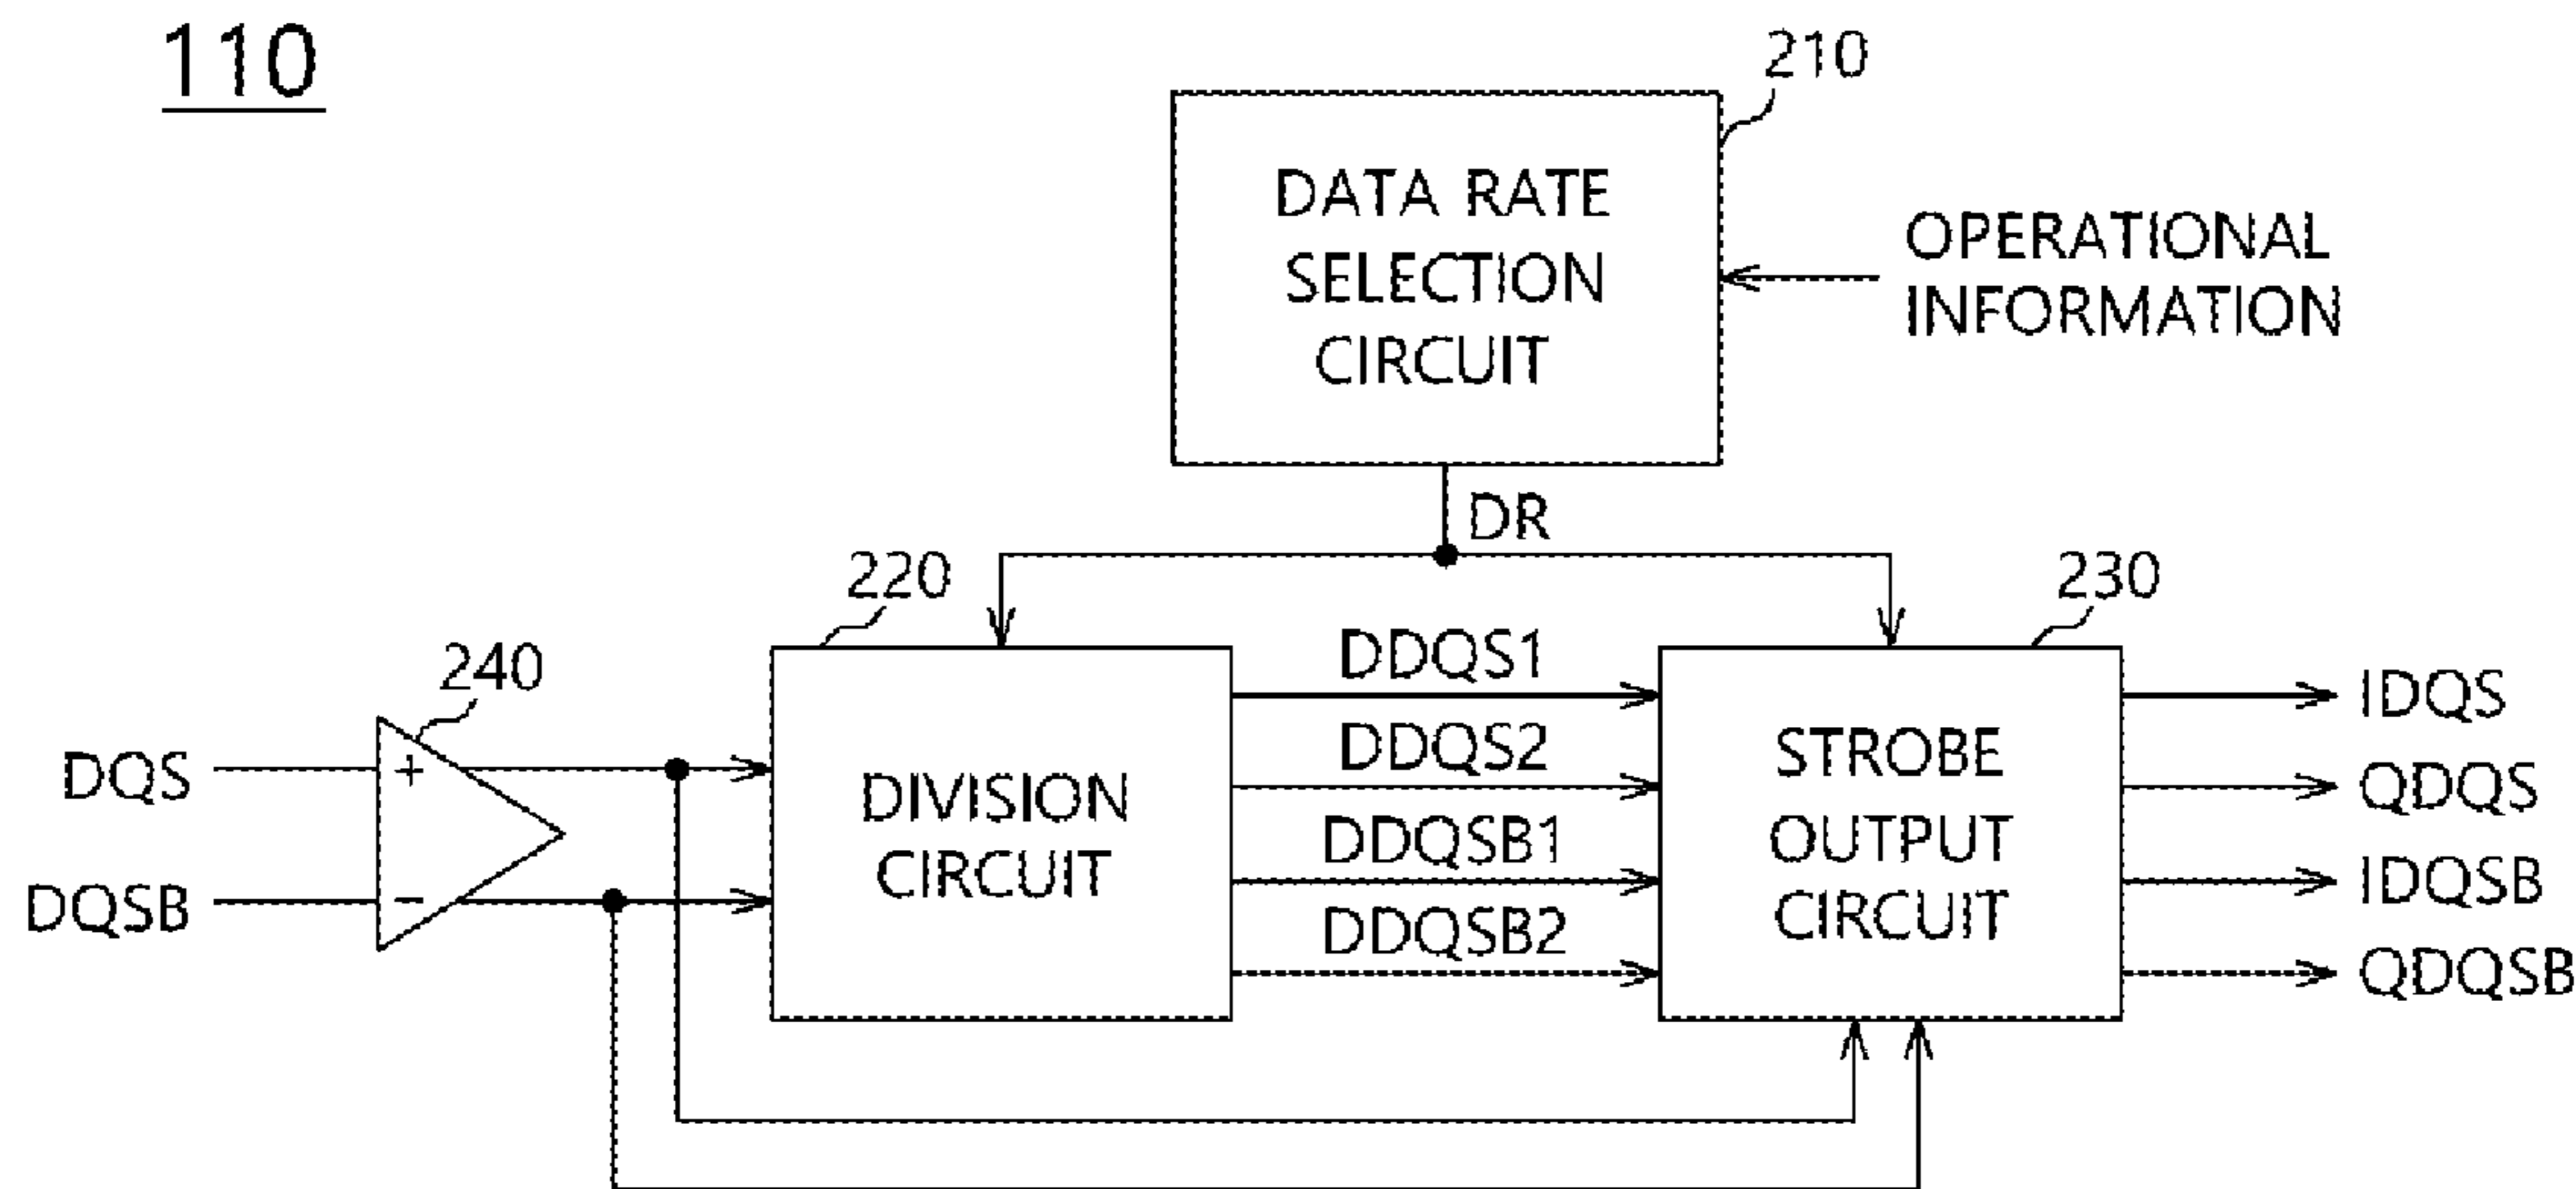 110
210
DATA RATE
SELECTION
CIRCUIT
OPERATIONAL
INFORMATION
DR
220
230
240
DDQS1
DDQS2
DDQSB1
DDQSB2
DQS
DQSB
+
−
DIVISION
CIRCUIT
STROBE
OUTPUT
CIRCUIT
IDQS
QDQS
IDQSB
QDQSB